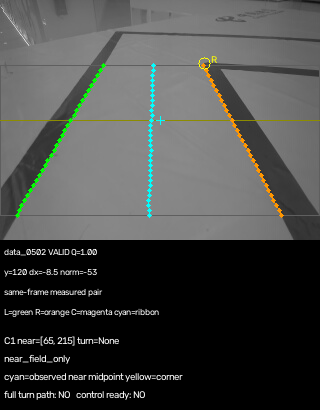 R
data_0502 VALID Q=1.00
y=120 dx=-8.5 norm=-53
same-frame measured pair
L=green R=orange C=magenta cyan=ribbon
C1 near=[65, 215] turn=None
near_field_only
cyan=observed near midpoint yellow=corner
full turn path: NO control ready: NO